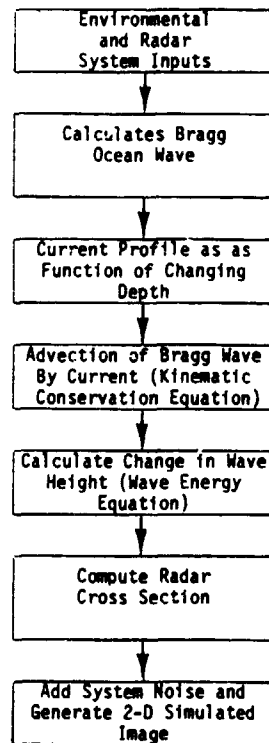 Environmental
and Radar
System Inputs
Calculates Bragg
Ocean Wave
Current Profile as as
Function of Changing
Depth
Advection of Bragg Wave
By Current (Kinematic
Conservation Equation)
Calculate Change in Wave
Height (Wave Energy
Equation)
Compute Radar
Cross Section
Add System Noise and
Generate 2-D Simulated
Image